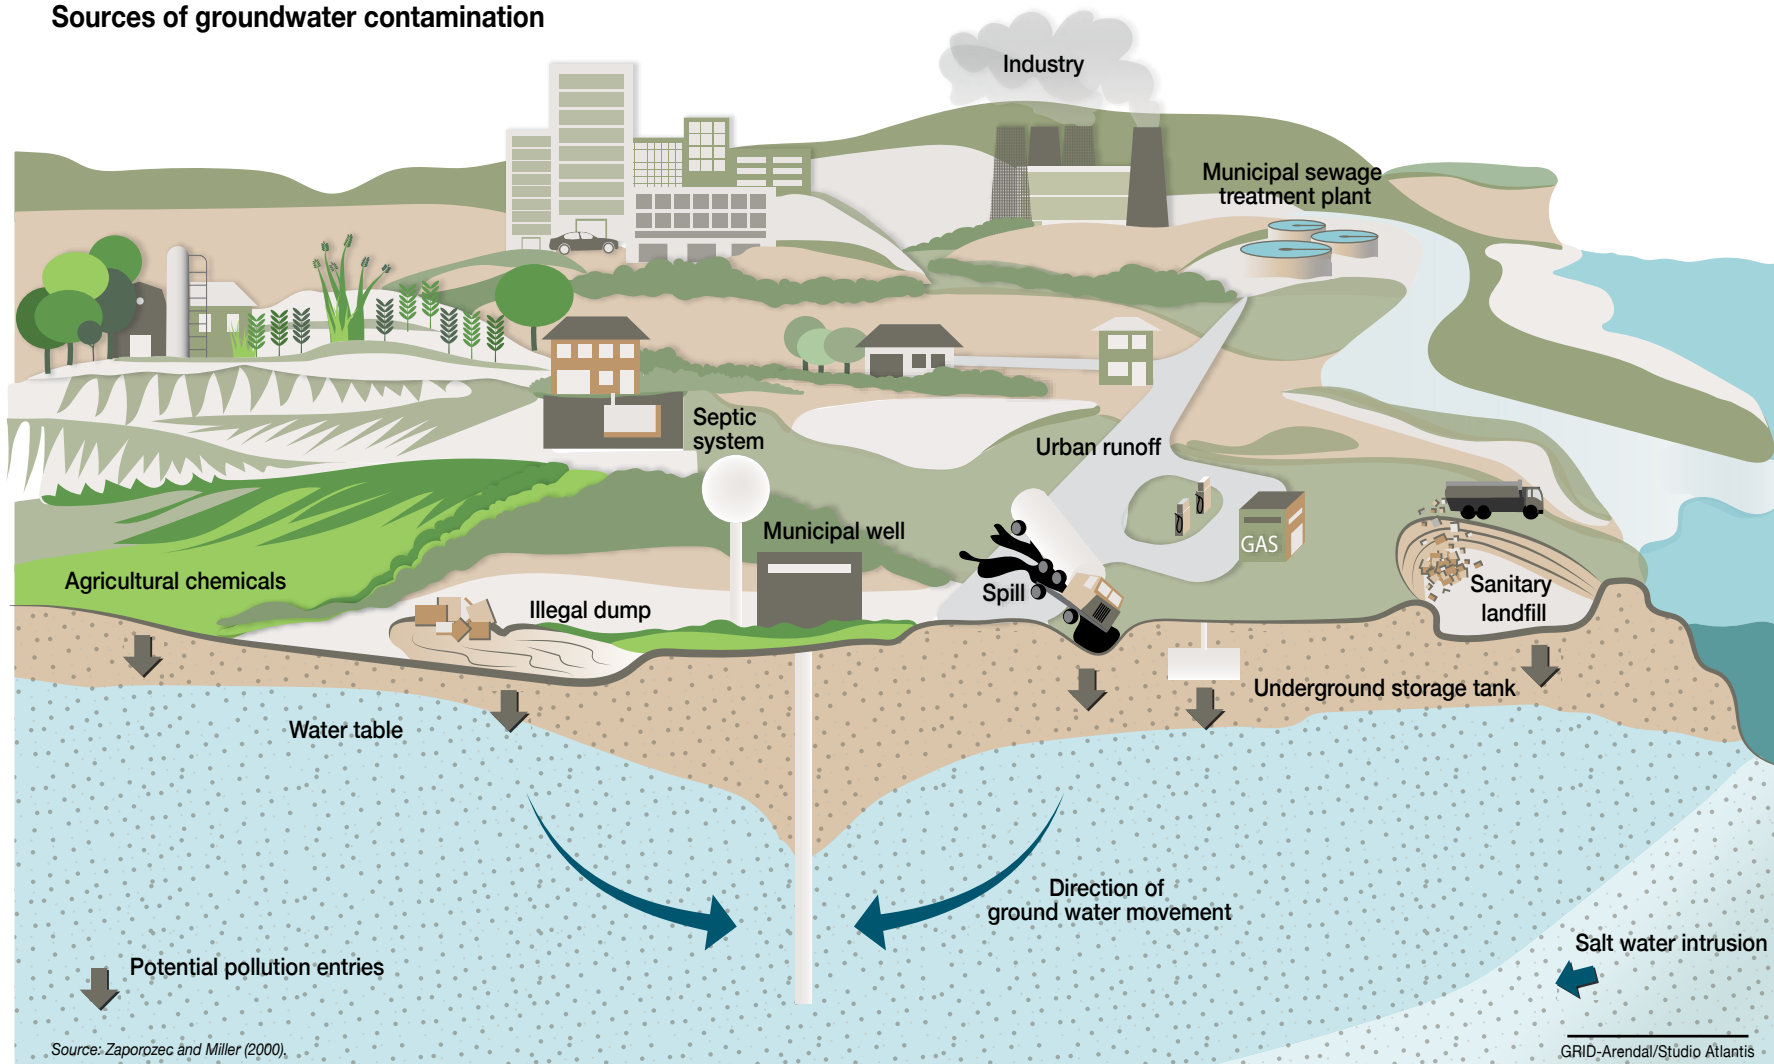 Sources of groundwater contamination
Industry
Municipal sewage
treatment plant
Septic
system
Urban runoff
Municipal well
GAS
Agricultural chemicals
Illegal dump
Spill
Sanitary
landfill
Underground storage tank
Water table
Direction of
ground water movement
Salt water intrusion
Potential pollution entries
Source: Zaporozec and Miller (2000).
GRID-Arendal/Studio Atlantis